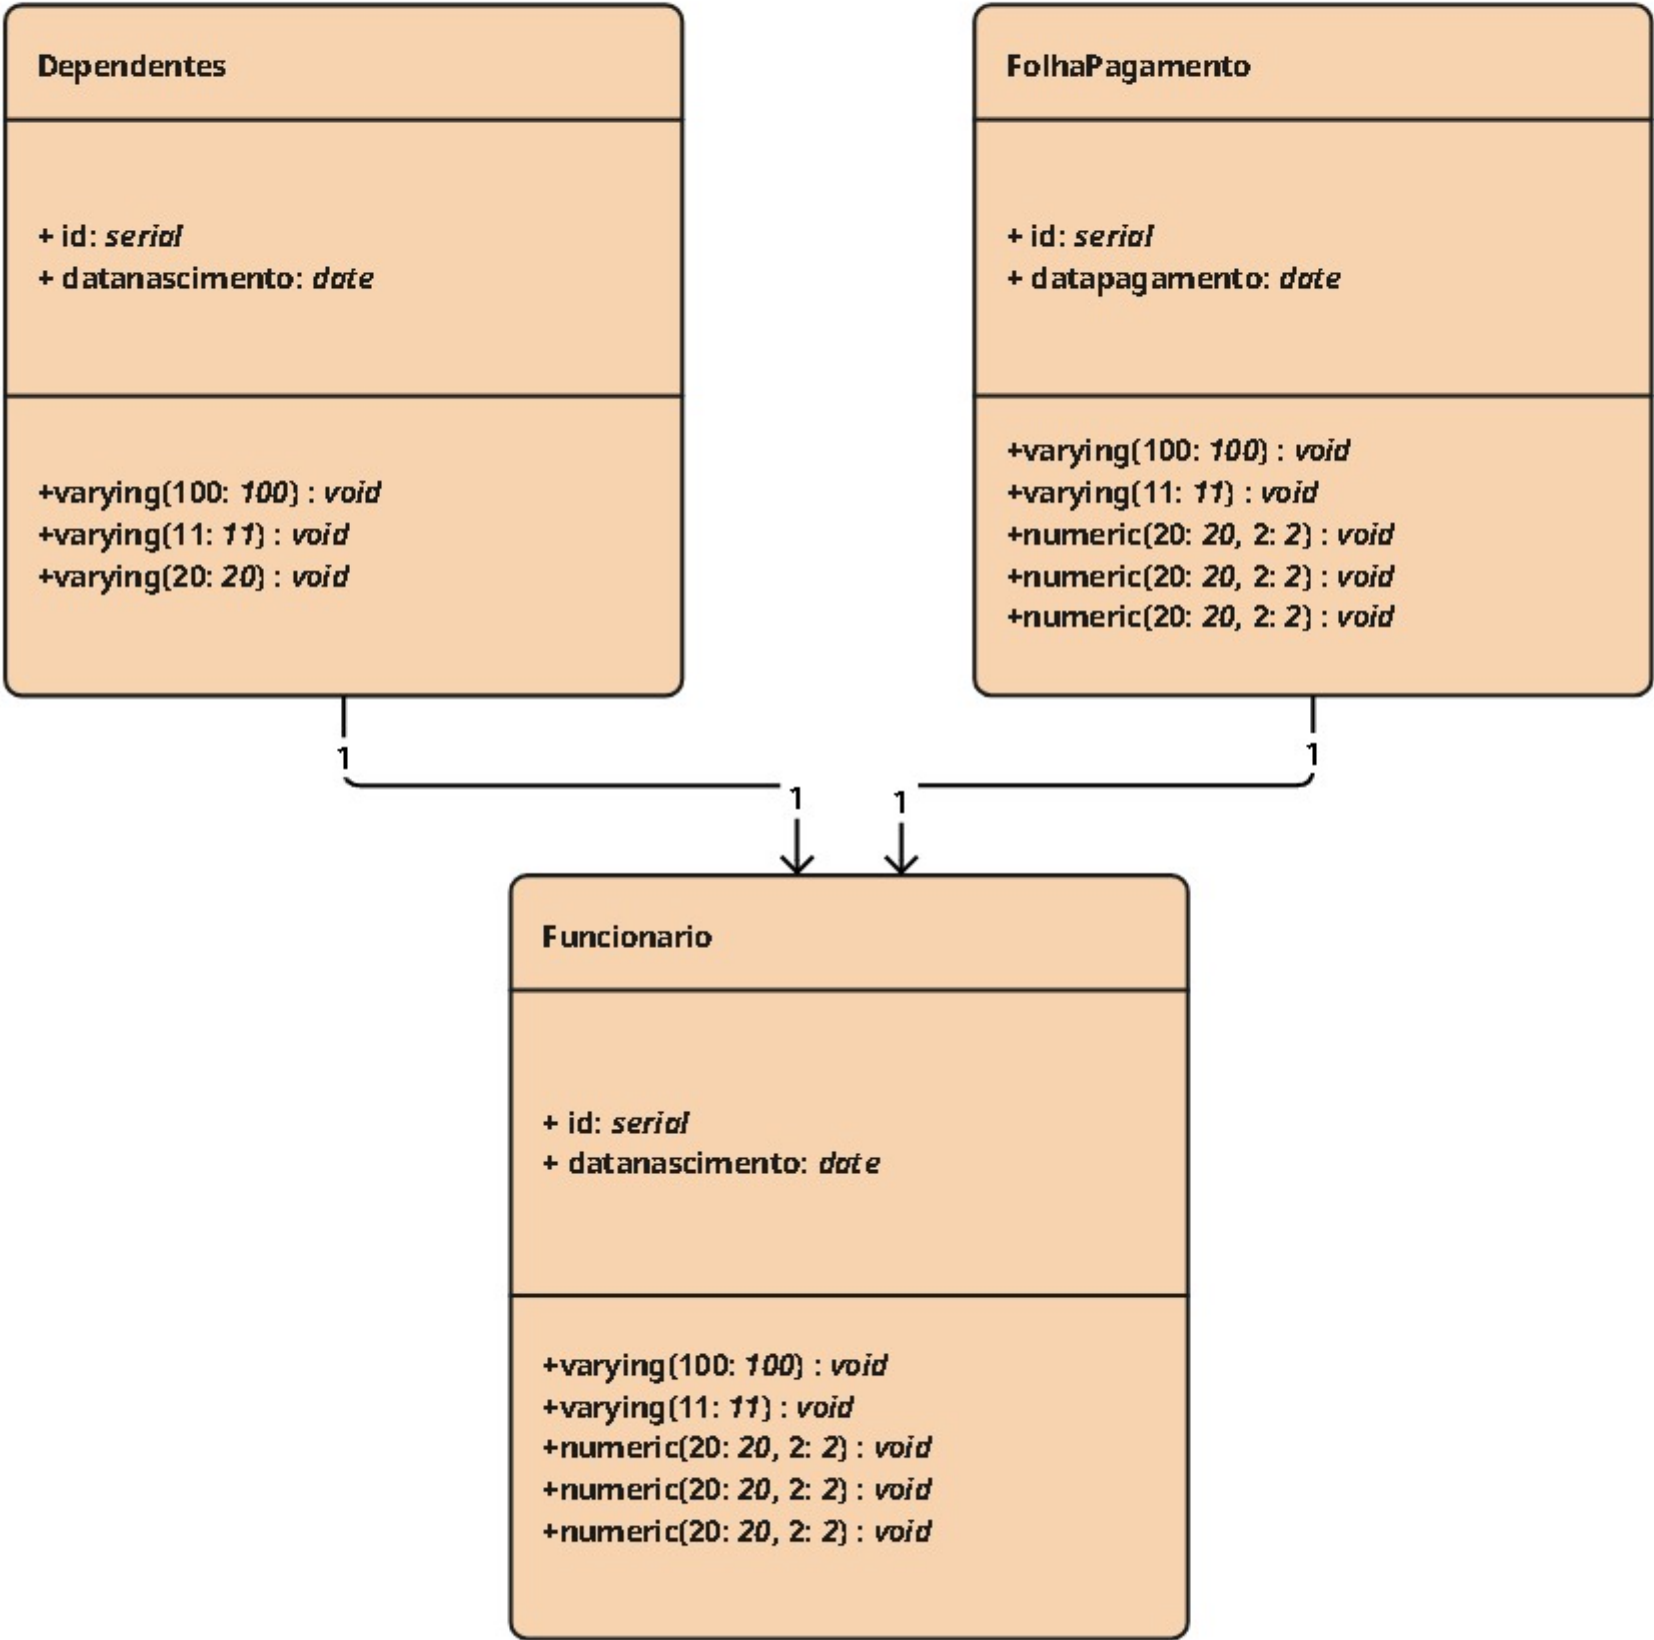 Dependentes
+ id: serial
+ datanascimento: date
+varying(100: 100) : void
+varying(11: 11) : void
+varying(20: 20) : void
FolhaPagamento
+ id: serial
+ datapagamento: date
+varying(100: 100) : void
+varying(11: 11) : void
+numeric(20: 20, 2: 2) : void
+numeric(20: 20, 2: 2) : void
+numeric(20: 20, 2: 2) : void
1
1
1
1
Funcionario
+ id: serial
+ datanascimento: date
+varying(100: 100) : void
+varying(11: 11) : void
+numeric(20: 20, 2: 2) : void
+numeric(20: 20, 2: 2) : void
+numeric(20: 20, 2: 2) : void